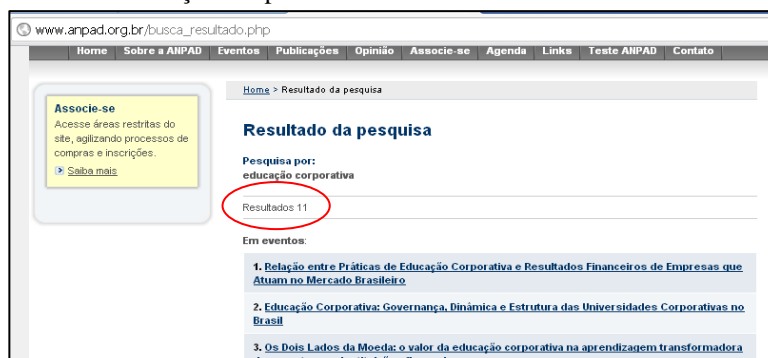 www.anpad.org.br/busca_resultado.php
Home Sobre a ANPAD Eventos Publicações Opinião Associe-se Agenda Links Teste ANPAD Contato
Home > Resultado da pesquisa
Associe-se
Acesse áreas restritas do
site, agilizando processos de
compras e inscrições.
Saiba mais
Resultado da pesquisa
Pesquisa por:
educação corporativa
Resultados 11
Em eventos:
1. Relação entre Práticas de Educação Corporativa e Resultados Financeiros de Empresas que
Atuam no Mercado Brasileiro
2. Educação Corporativa: Governança, Dinâmica e Estrutura das Universidades Corporativas no
Brasil
3. Os Dois Lados da Moeda: o valor da educação corporativa na aprendizagem transformadora